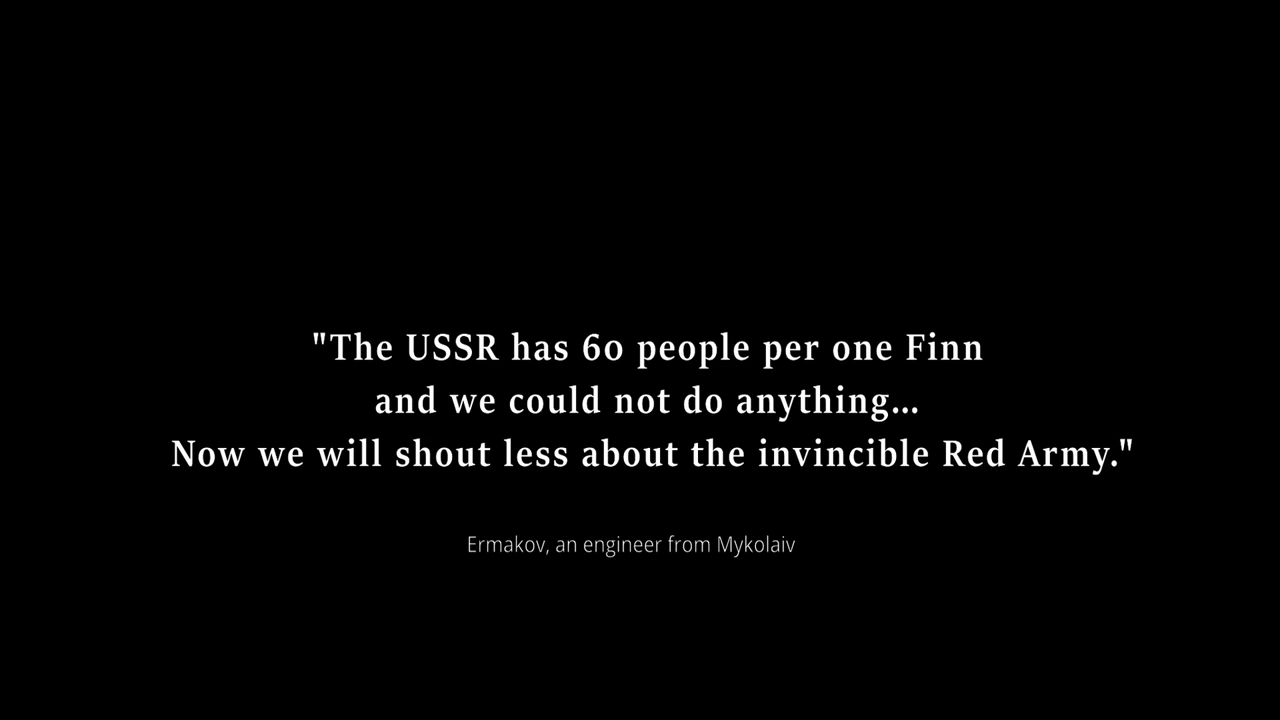 "The USSR has 60 people per one Finn
and we could not do anything...
Now we will shout less about the invincible Red Army."
Ermakov, an engineer from Mykolaiv